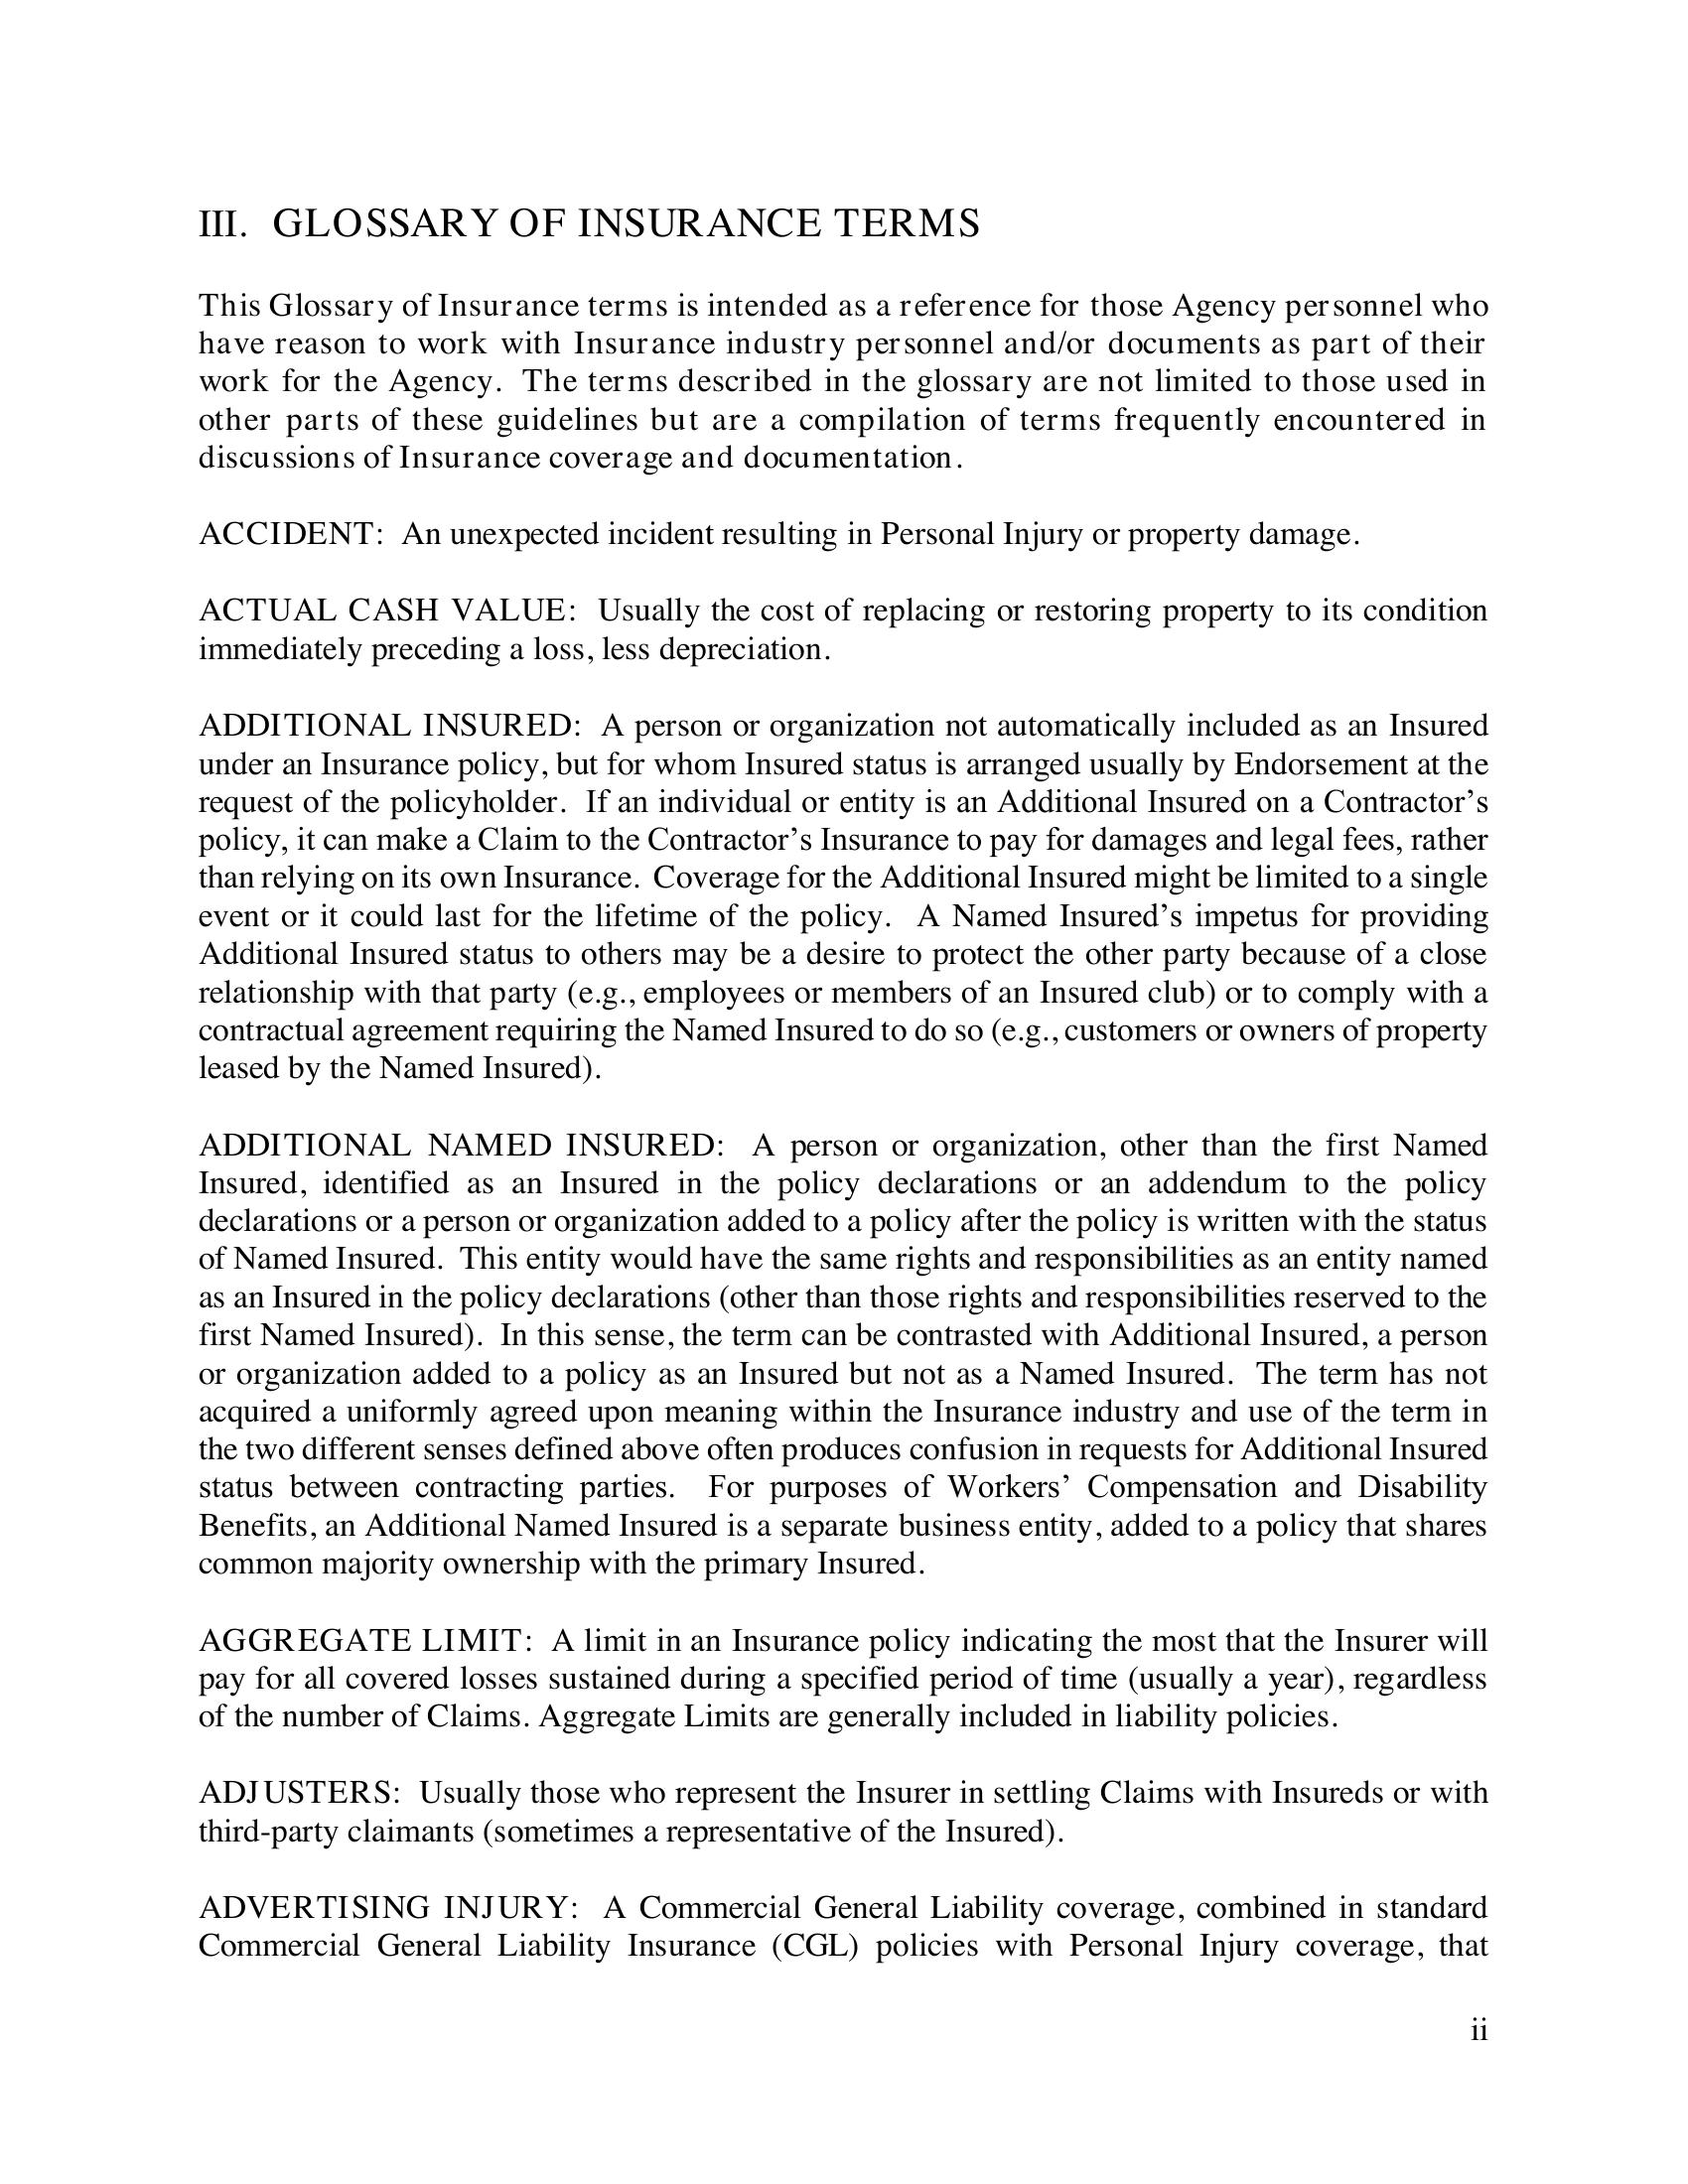 III. GLOSSARY OF INSURANCE TERMS
This Glossary of Insurance terms is intended as a reference for those Agency personnel who
have reason to work with Insurance industry personnel and/or documents as part of their
work for the Agency. The terms described in the glossary are not limited to those used in
other parts of these guidelines but are a compilation of terms frequently encountered in
discussions of Insurance coverage and documentation.
ACCIDENT: An unexpected incident resulting in Personal Injury or property damage.
ACTUAL CASH VALUE: Usually the cost of replacing or restoring property to its condition
immediately preceding a loss, less depreciation.
ADDITIONAL INSURED: A person or organization not automatically included as an Insured
under an Insurance policy, but for whom Insured status is arranged usually by Endorsement at the
request of the policyholder. If an individual or entity is an Additional Insured on a Contractor’s
policy, it can make a Claim to the Contractor’s Insurance to pay for damages and legal fees, rather
than relying on its own Insurance. Coverage for the Additional Insured might be limited to a single
event or it could last for the lifetime of the policy. A Named Insured’s impetus for providing
Additional Insured status to others may be a desire to protect the other party because of a close
relationship with that party (e.g., employees or members of an Insured club) or to comply with a
contractual agreement requiring the Named Insured to do so (e.g., customers or owners of property
leased by the Named Insured).
ADDITIONAL NAMED INSURED: A person or organization, other than the first Named
Insured, identified as an Insured in the policy declarations or an addendum to the policy
declarations or a person or organization added to a policy after the policy is written with the status
of Named Insured. This entity would have the same rights and responsibilities as an entity named
as an Insured in the policy declarations (other than those rights and responsibilities reserved to the
first Named Insured). In this sense, the term can be contrasted with Additional Insured, a person
or organization added to a policy as an Insured but not as a Named Insured. The term has not
acquired a uniformly agreed upon meaning within the Insurance industry and use of the term in
the two different senses defined above often produces confusion in requests for Additional Insured
status between contracting parties. For purposes of Workers’ Compensation and Disability
Benefits, an Additional Named Insured is a separate business entity, added to a policy that shares
common majority ownership with the primary Insured.
AGGREGATE LIMIT: A limit in an Insurance policy indicating the most that the Insurer will
pay for all covered losses sustained during a specified period of time (usually a year), regardless
of the number of Claims. Aggregate Limits are generally included in liability policies.
ADJUSTERS: Usually those who represent the Insurer in settling Claims with Insureds or with
third-party claimants (sometimes a representative of the Insured).
ADVERTISING INJURY: A Commercial General Liability coverage, combined in standard
Commercial General Liability Insurance (CGL) policies with Personal Injury coverage, that
ii